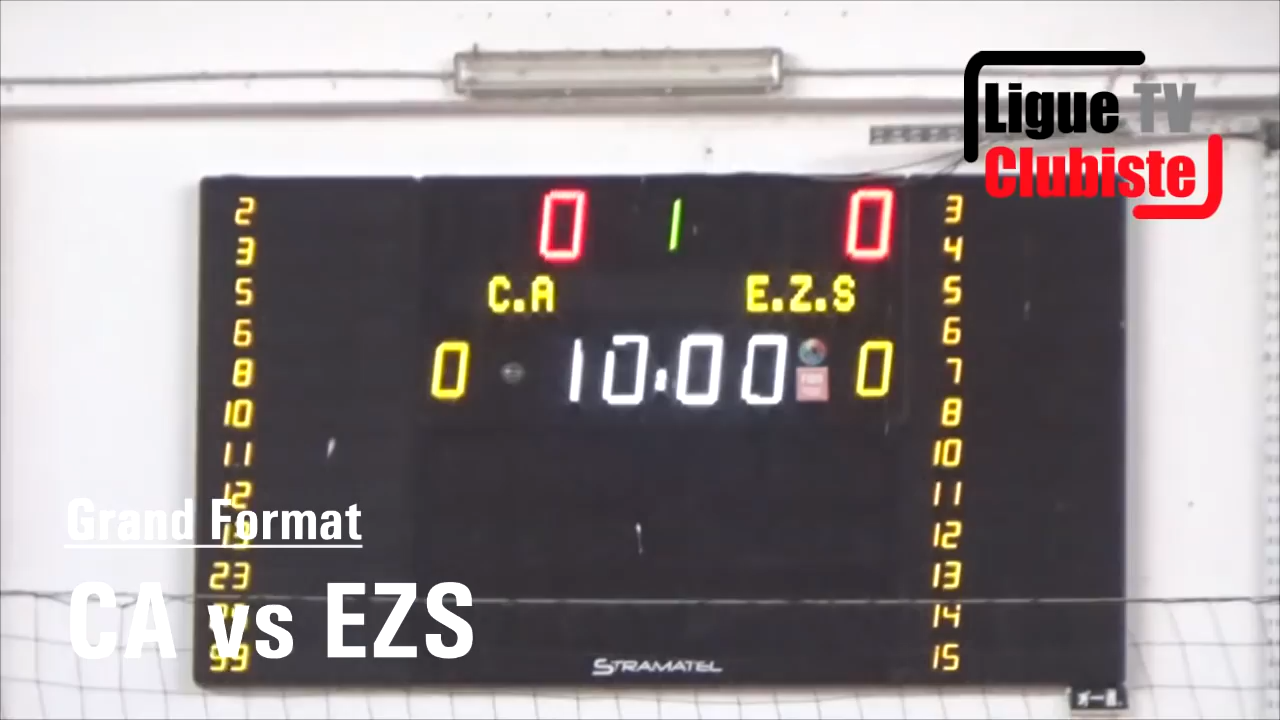 Ligue TV
Clubiste
0 1 0
C.A E.Z.S
0 10:00 0
2 3
3 4
5 5
6 6
8 7
10 8
11 10
12 11
13 12
23 13
14
99 15
Grand Format
CA vs EZS
STRAMATEL